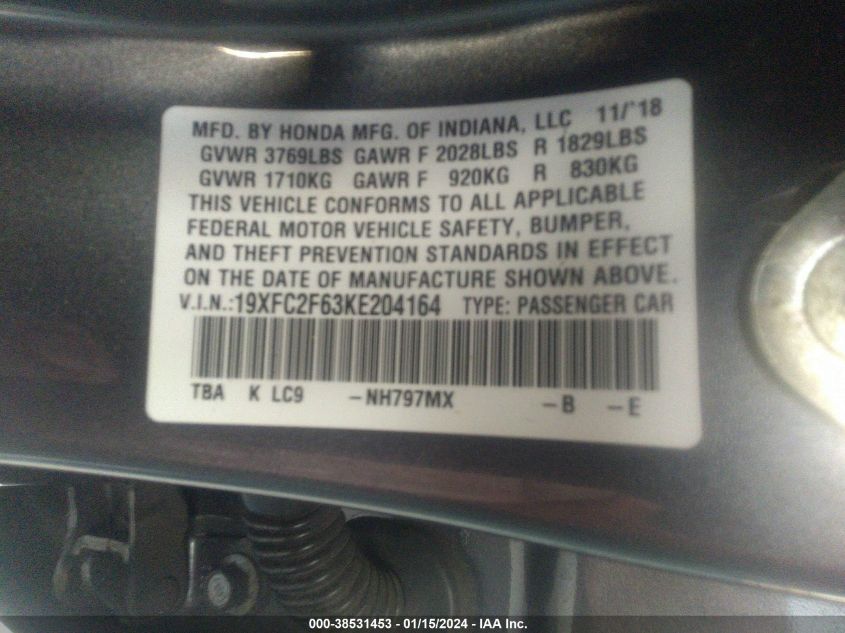 MFD. BY HONDA MFG. OF INDIANA, LLC 11/'18
GVWR 3769LBS GAWR F 2028LBS R 1829LBS
GVWR 1710KG GAWR F 920KG R 830KG
THIS VEHICLE CONFORMS TO ALL APPLICABLE
FEDERAL MOTOR VEHICLE SAFETY, BUMPER,
AND THEFT PREVENTION STANDARDS IN EFFECT
ON THE DATE OF MANUFACTURE SHOWN ABOVE.
V.I.N.:19XFC2F63KE204164 TYPE: PASSENGER CAR
TBA K LC9 -NH797MX -B -E
000-38531453 - 01/15/2024 - IAA Inc.